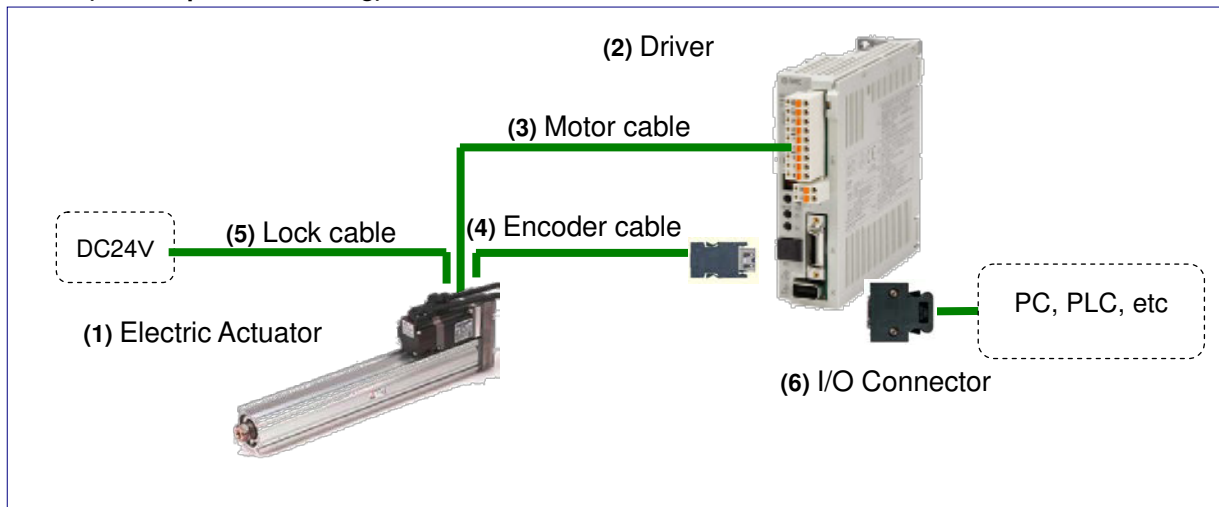 (2) Driver
(3) Motor cable
(5) Lock cable
(4) Encoder cable
DC24V
PC, PLC, etc
(1) Electric Actuator
(6) I/O Connector